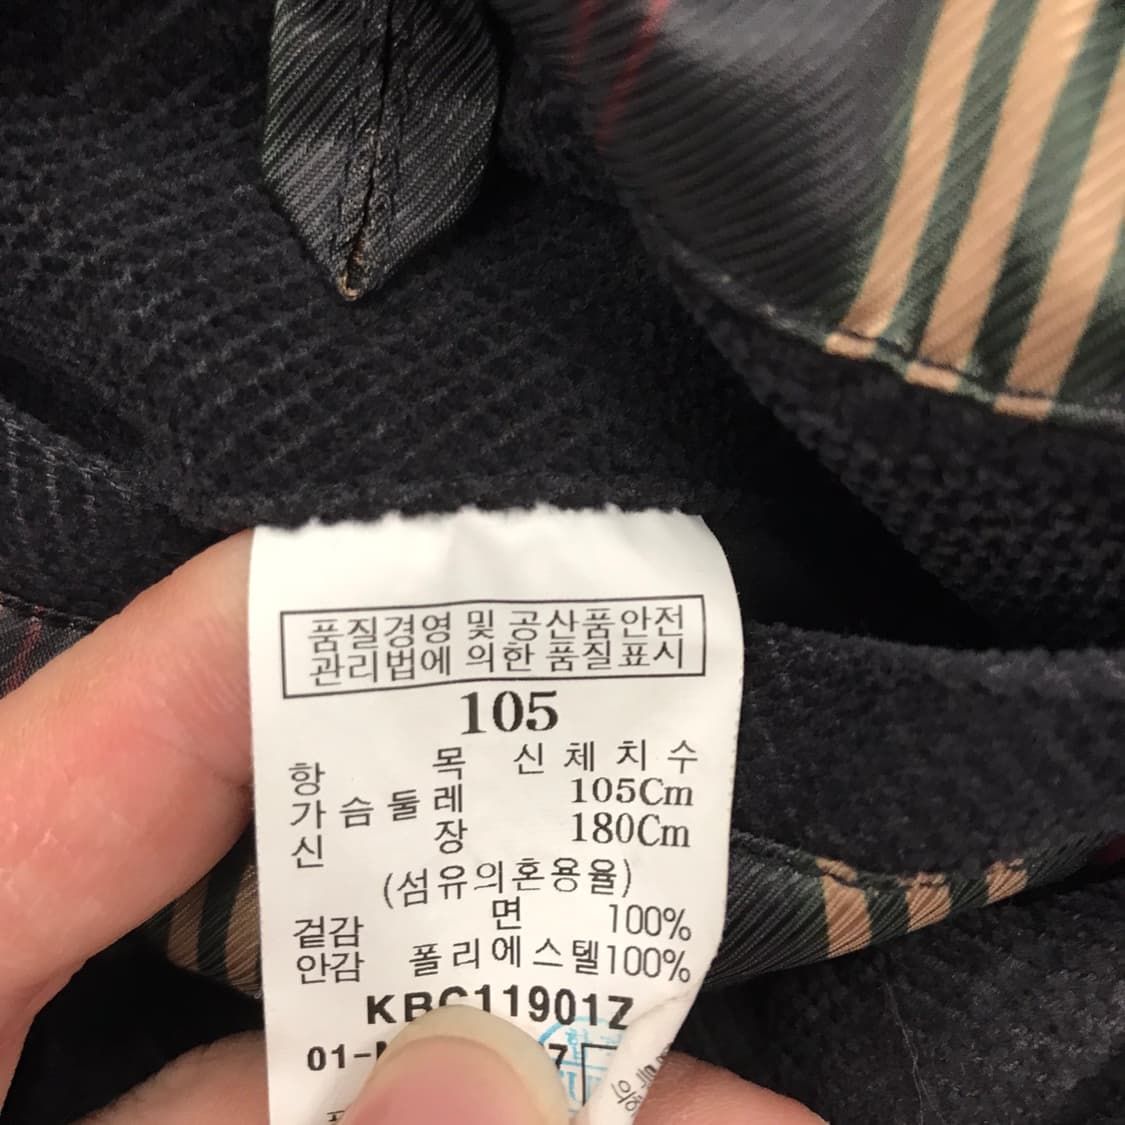 품질경영 및 공산품안전
관리법에 의한 품질표시
105
항 목 신체치수
가슴둘레 105Cm
신 장 180Cm
(섬유의혼용율)
겉감 면 100%
안감 폴리에스텔100%